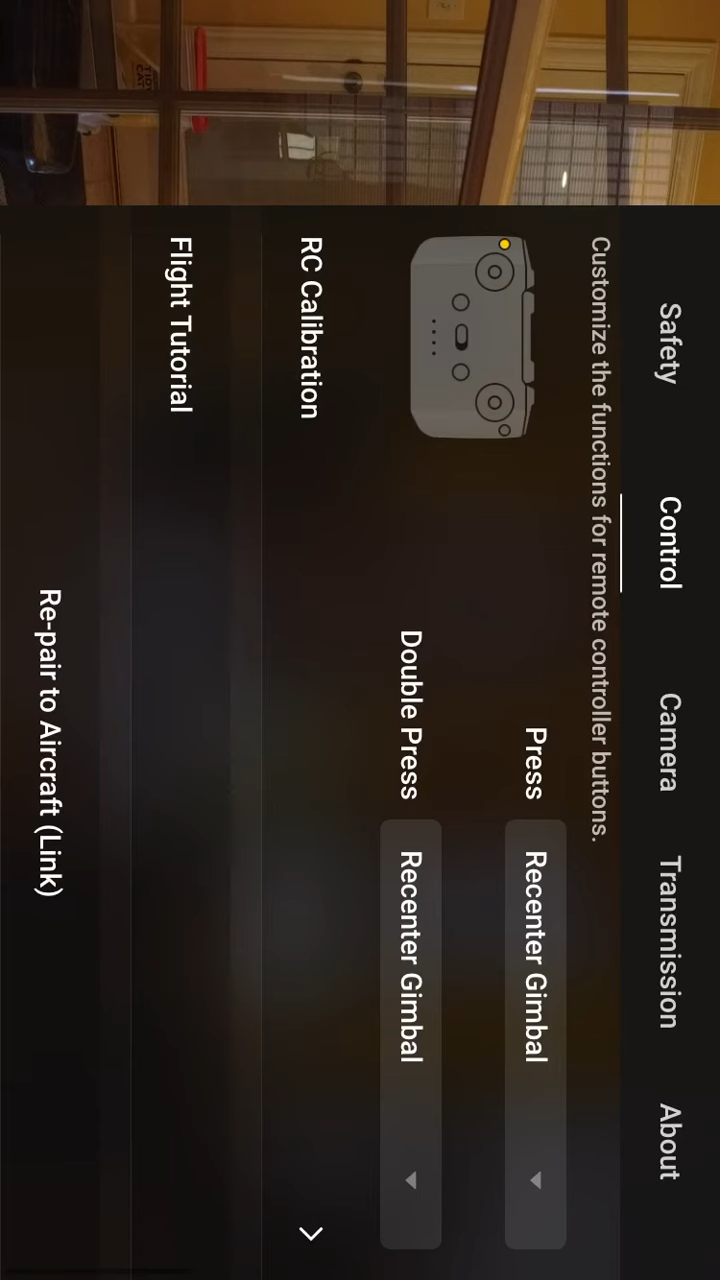 Safety Control Camera Transmission About
Customize the functions for remote controller buttons.
Press Recenter Gimbal
Double Press Recenter Gimbal
RC Calibration
Flight Tutorial
Re-pair to Aircraft (Link)